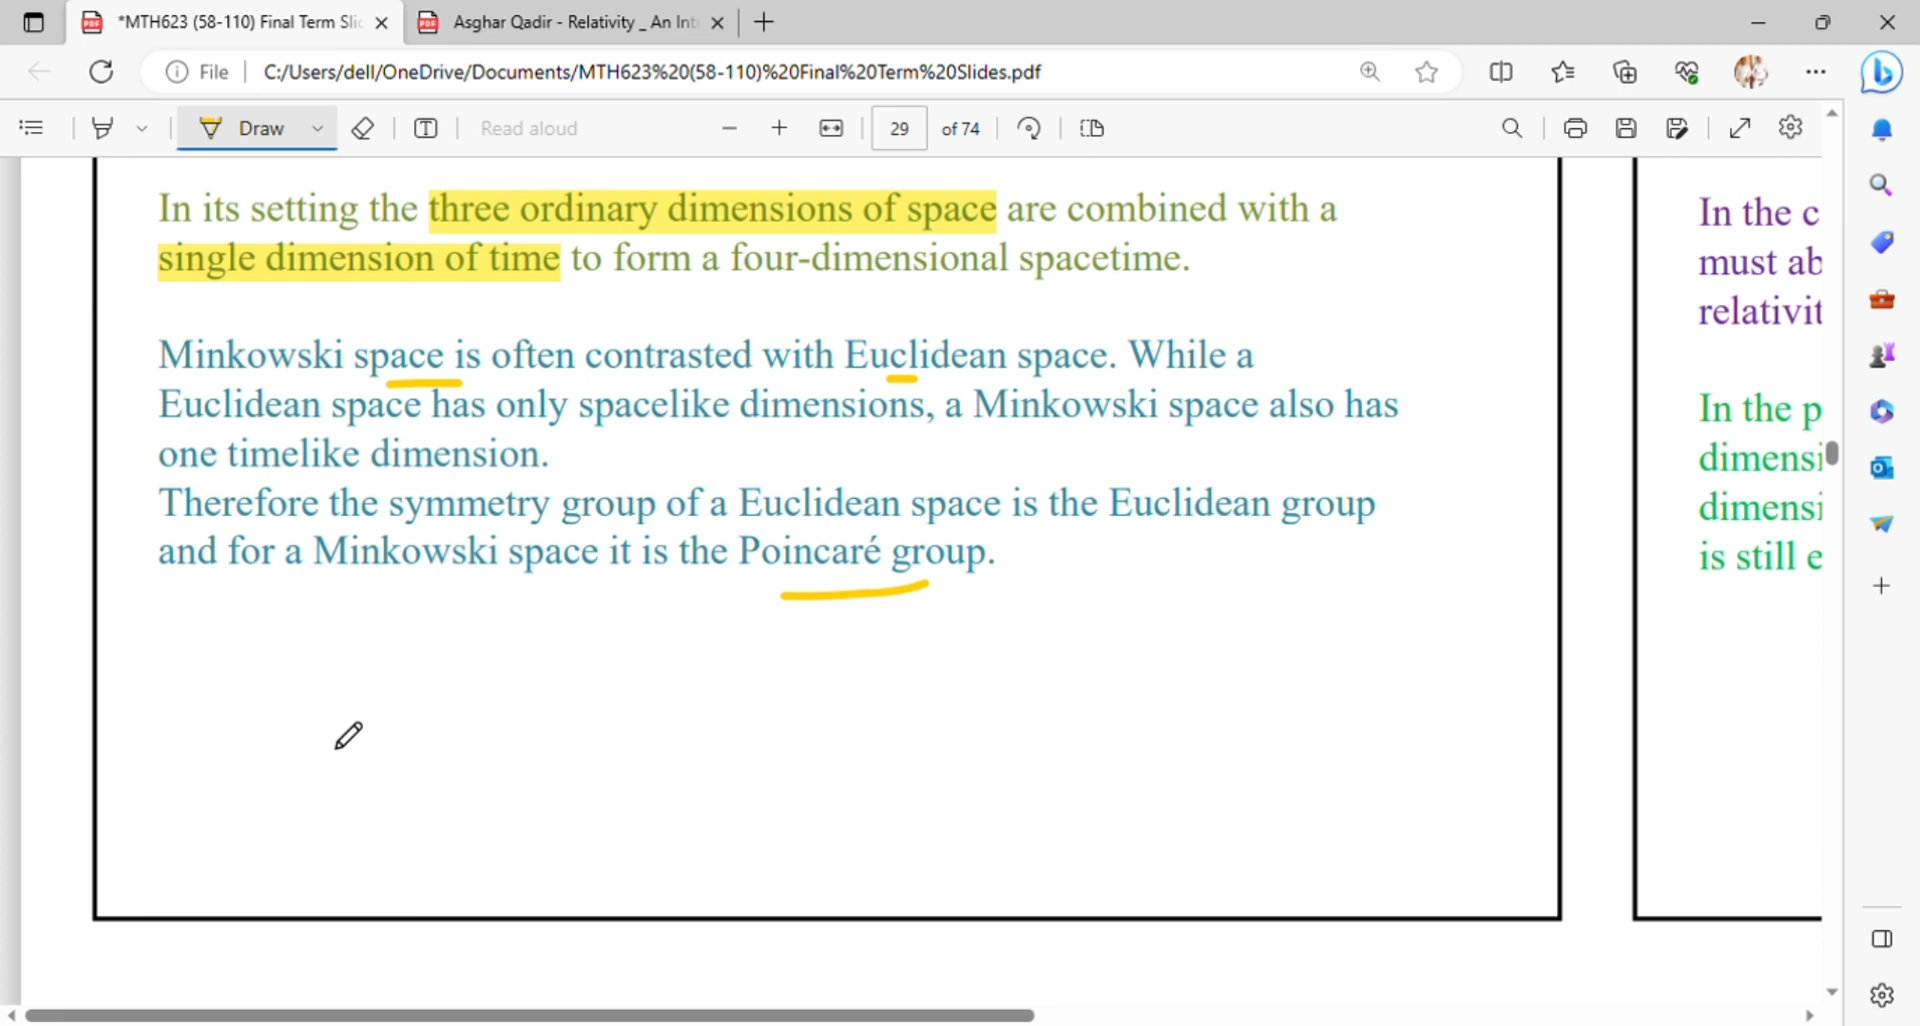 *MTH623 (58-110) Final Term Slic
Asghar Qadir - Relativity _ An Int
File
C:/Users/dell/OneDrive/Documents/MTH623%20(58-110)%20Final%20Term%20Slides.pdf
Draw
Read aloud
29
of 74
In its setting the three ordinary dimensions of space are combined with a
single dimension of time to form a four-dimensional spacetime.
Minkowski space is often contrasted with Euclidean space. While a
Euclidean space has only spacelike dimensions, a Minkowski space also has
one timelike dimension.
Therefore the symmetry group of a Euclidean space is the Euclidean group
and for a Minkowski space it is the Poincaré group.
In the c
must ab
relativit
In the p
dimensi
dimensi
is still e